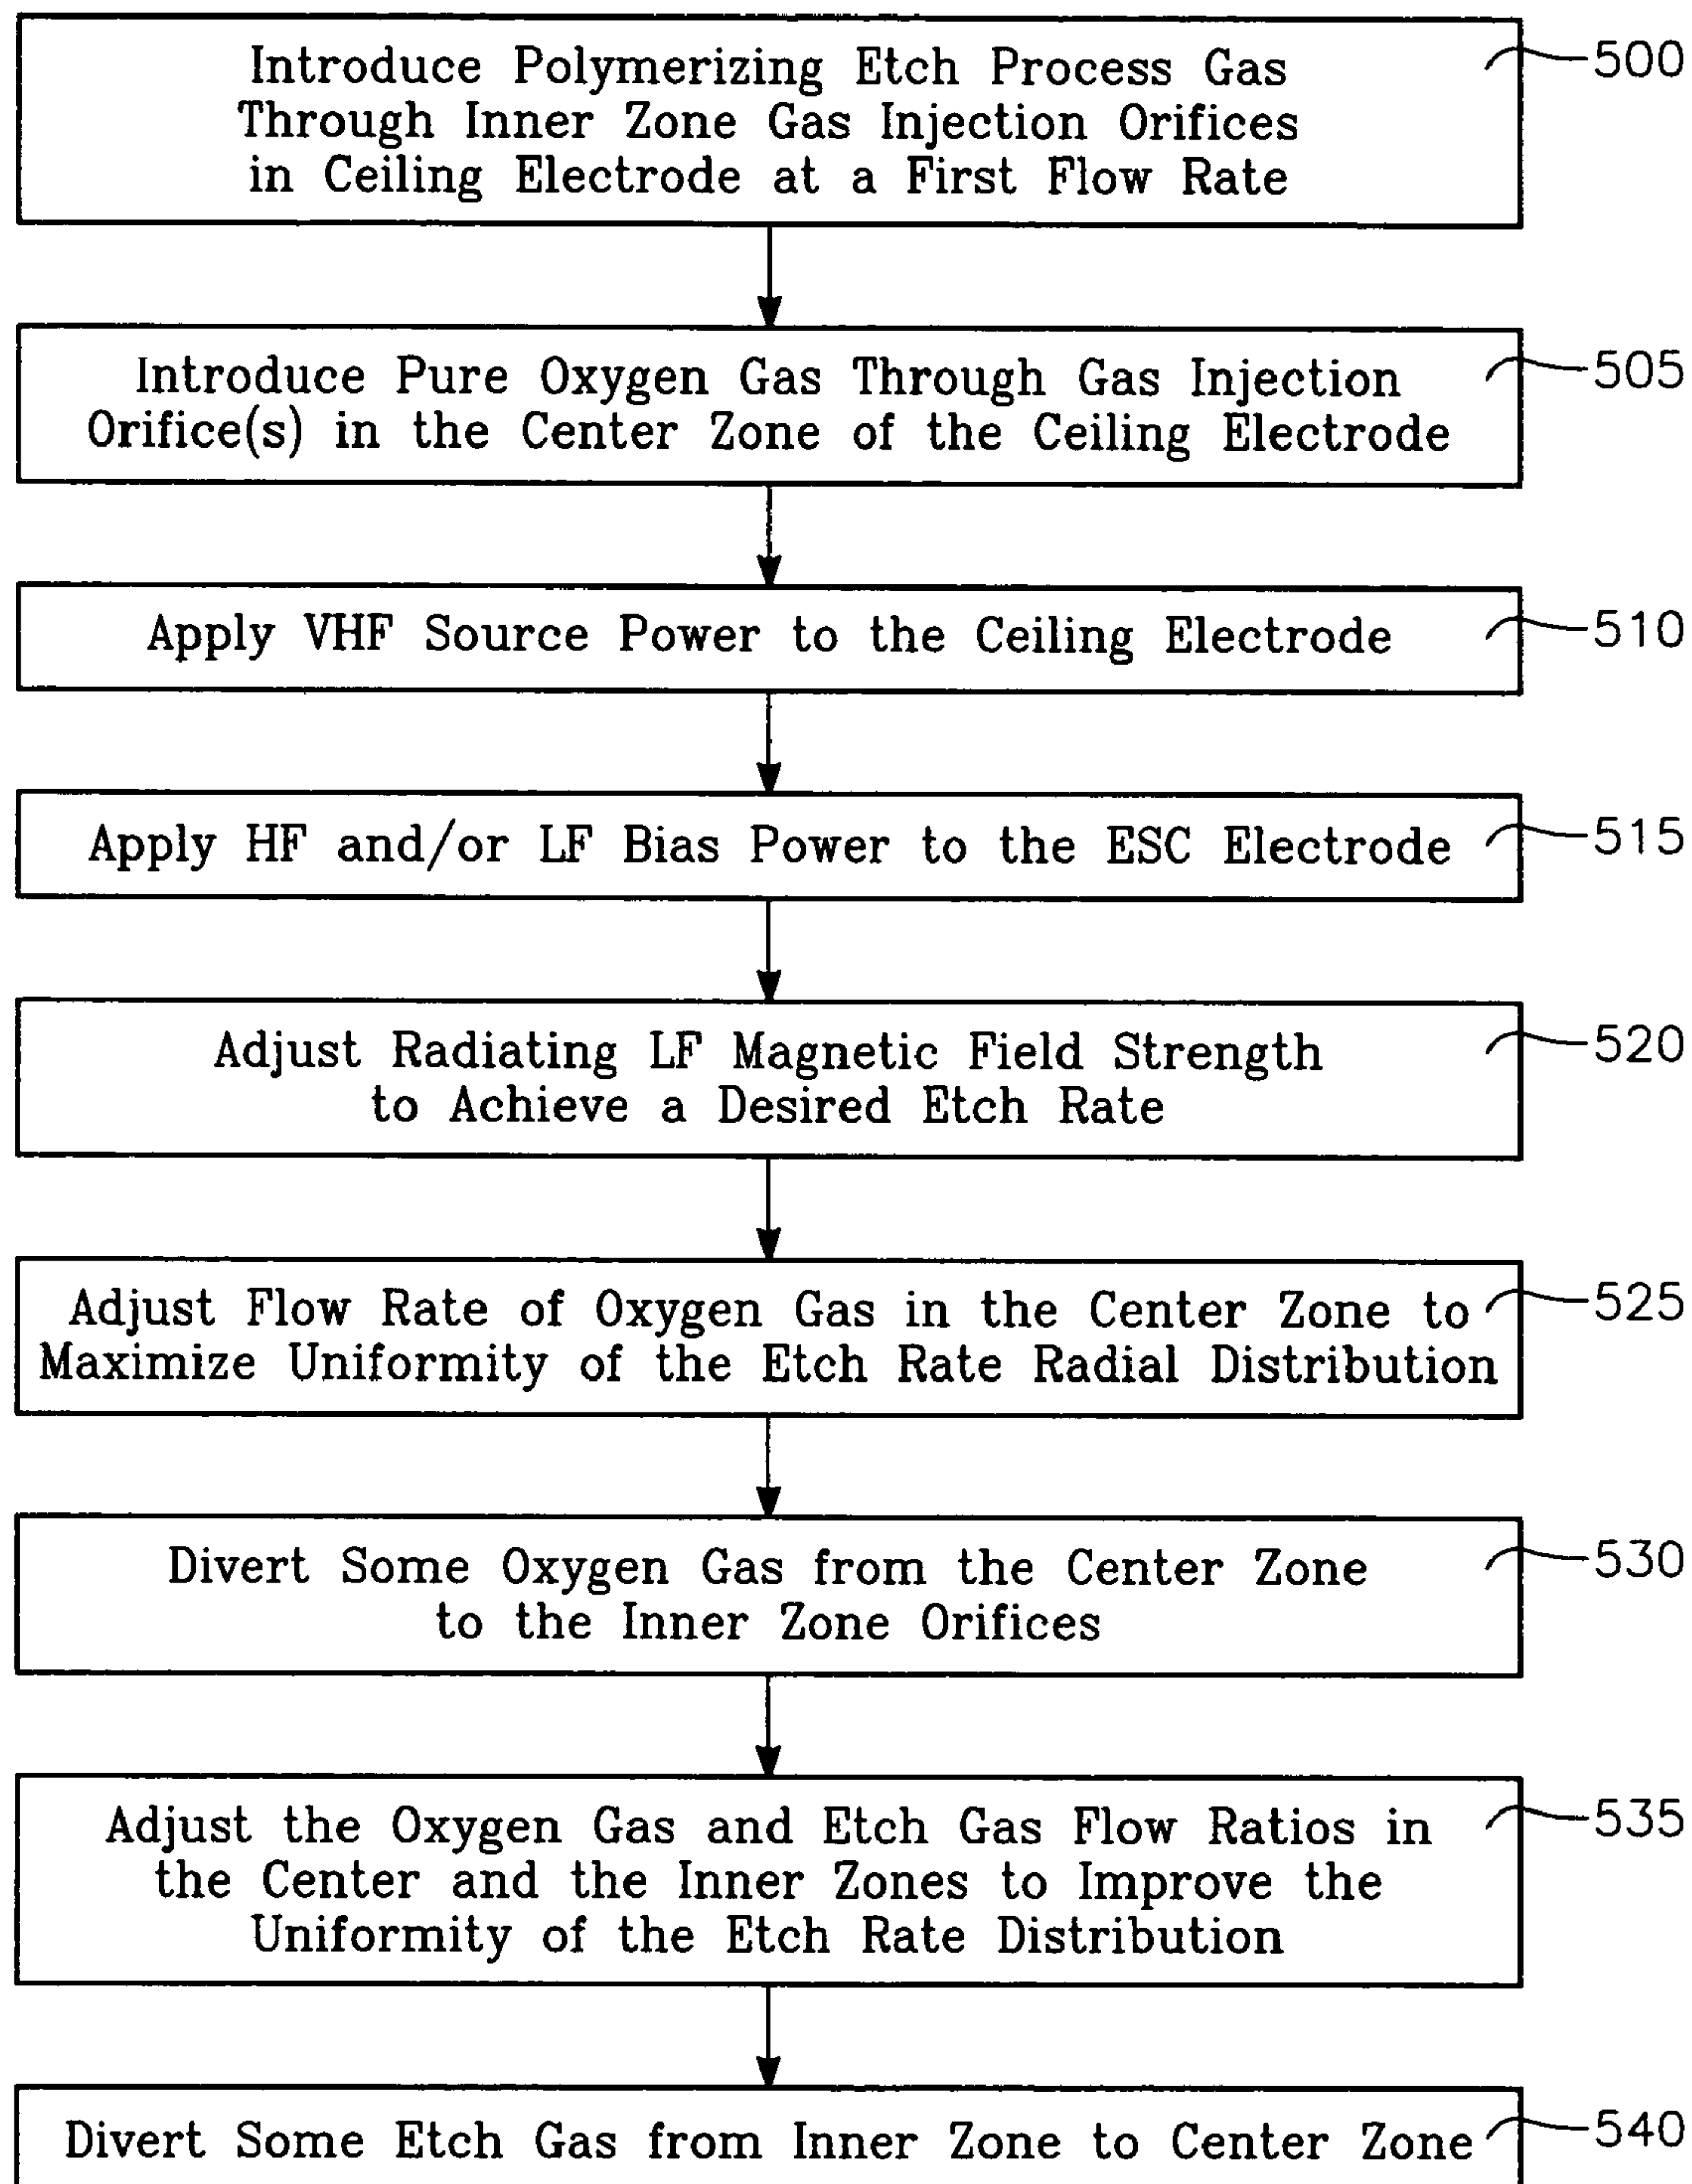 Introduce Polymerizing Etch Process Gas
Through Inner Zone Gas Injection Orifices
in Ceiling Electrode at a First Flow Rate
500
Introduce Pure Oxygen Gas Through Gas Injection
Orifice(s) in the Center Zone of the Ceiling Electrode
505
Apply VHF Source Power to the Ceiling Electrode
510
Apply HF and/or LF Bias Power to the ESC Electrode
515
Adjust Radiating LF Magnetic Field Strength
to Achieve a Desired Etch Rate
520
Adjust Flow Rate of Oxygen Gas in the Center Zone to
Maximize Uniformity of the Etch Rate Radial Distribution
525
Divert Some Oxygen Gas from the Center Zone
to the Inner Zone Orifices
530
Adjust the Oxygen Gas and Etch Gas Flow Ratios in
the Center and the Inner Zones to Improve the
Uniformity of the Etch Rate Distribution
535
Divert Some Etch Gas from Inner Zone to Center Zone
540